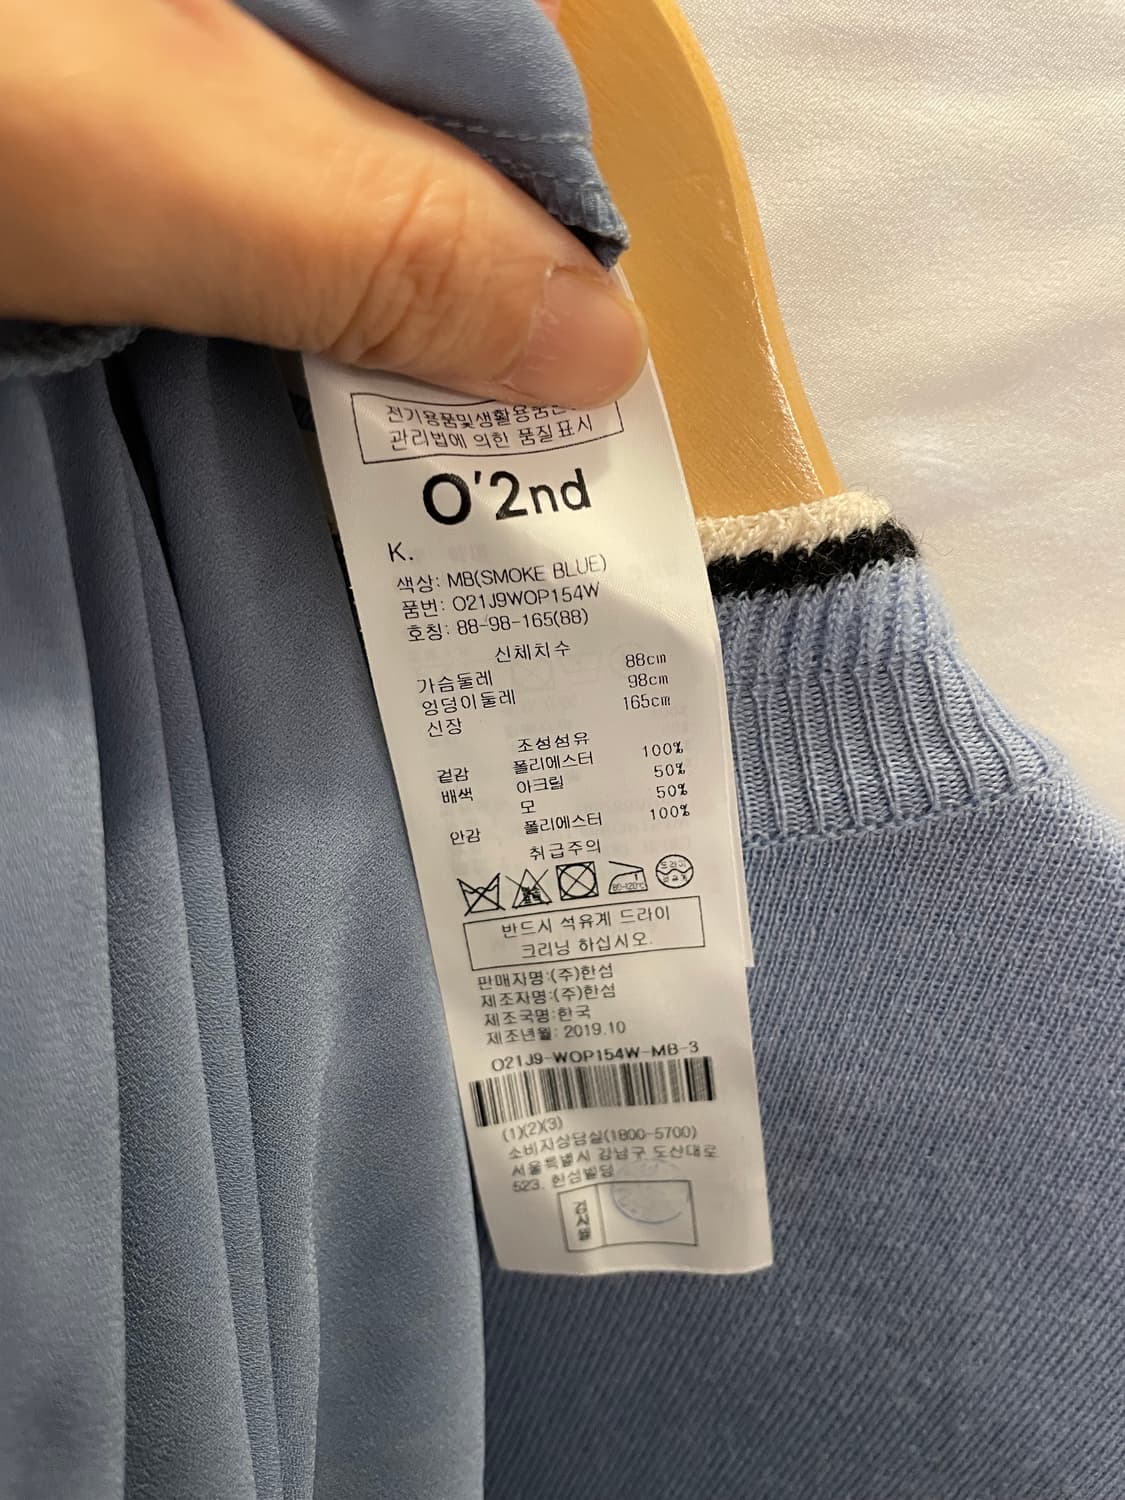 전기용품및생활용품안
관리법에 의한 품질표시
O'2nd
K.
색상: MB(SMOKE BLUE)
품번: O21J9WOP154W
호칭: 88-98-165(88)
신체치수
가슴둘레 88cm
엉덩이둘레 98cm
신장 165cm
조성섬유
겉감 폴리에스터 100%
배색 아크릴 50%
모 50%
안감 폴리에스터 100%
취급주의
80~120℃
드라이
석유계
반드시 석유계 드라이
크리닝 하십시오.
판매자명:(주)한섬
제조자명:(주)한섬
제조국명:한국
제조년월: 2019.10
O21J9-WOP154W-MB-3
(1)(2)(3)
소비자상담실(1800-5700)
서울특별시 강남구 도산대로
523. 한섬빌딩
검사필